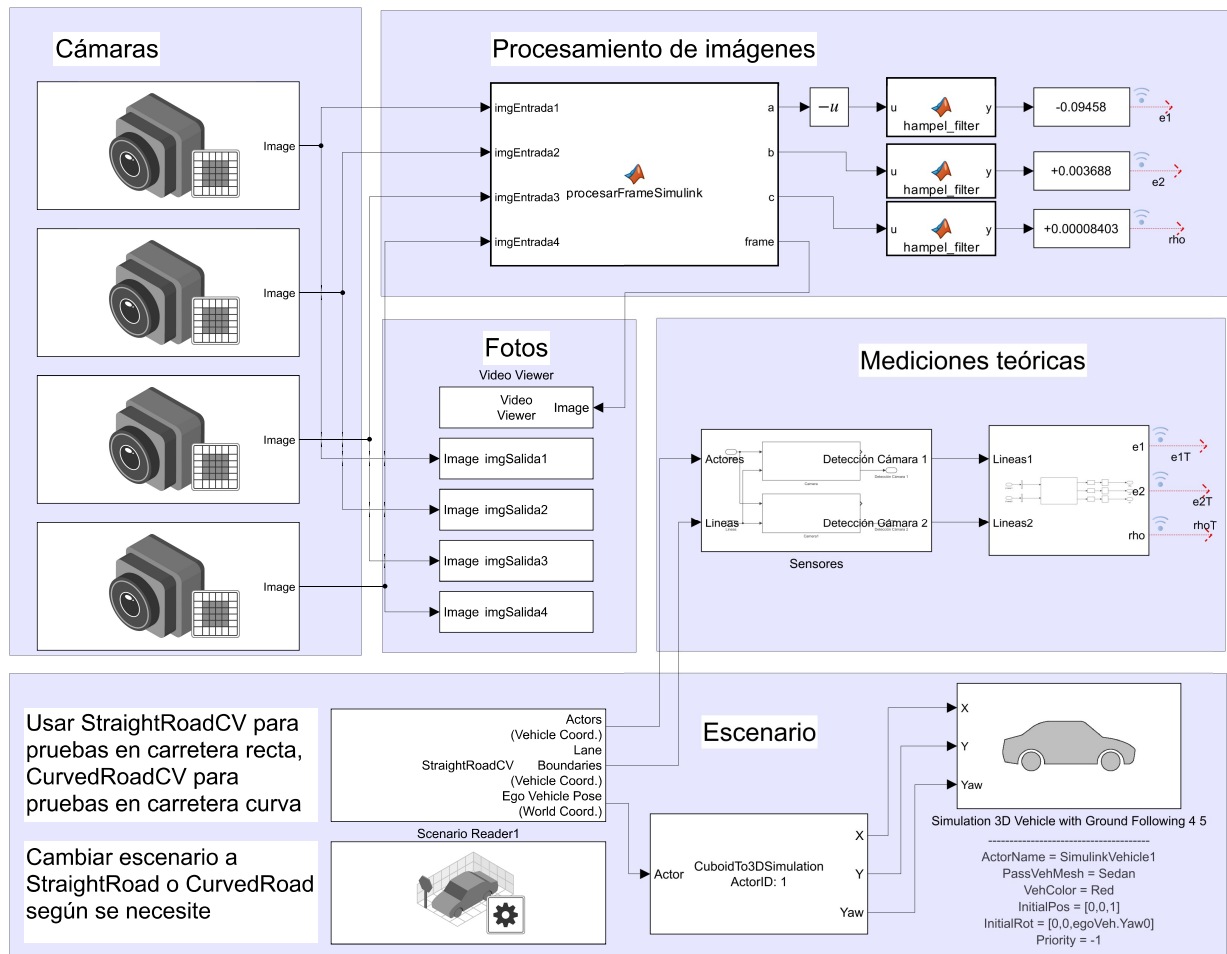 Cámaras
Image
Image
Image
Image
Procesamiento de imágenes
imgEntrada1
imgEntrada2
imgEntrada3
imgEntrada4
procesarFrameSimulink
a
b
c
frame
-u
u
y
hampel_filter
u
y
hampel_filter
u
y
hampel_filter
-0.09458
+0.003688
+0.00008403
e1
e2
rho
Fotos
Video Viewer
Video
Viewer
Image
Image imgSalida1
Image imgSalida2
Image imgSalida3
Image imgSalida4
Mediciones teóricas
Actores
Lineas
Detección Cámara 1
Detección Cámara 2
Sensores
Lineas1
Lineas2
e1
e2
rho
e1T
e2T
rhoT
Usar StraightRoadCV para
pruebas en carretera recta,
CurvedRoadCV para
pruebas en carretera curva
Cambiar escenario a
StraightRoad o CurvedRoad
según se necesite
StraightRoadCV
Actors
(Vehicle Coord.)
Lane
Boundaries
(Vehicle Coord.)
Ego Vehicle Pose
(World Coord.)
Scenario Reader1
Escenario
Actor
CuboidTo3DSimulation
ActorID: 1
X
Y
Yaw
X
Y
Yaw
Simulation 3D Vehicle with Ground Following 4 5
------------------------------------
ActorName = SimulinkVehicle1
PassVehMesh = Sedan
VehColor = Red
InitialPos = [0,0,1]
InitialRot = [0,0,egoVeh.Yaw0]
Priority = -1